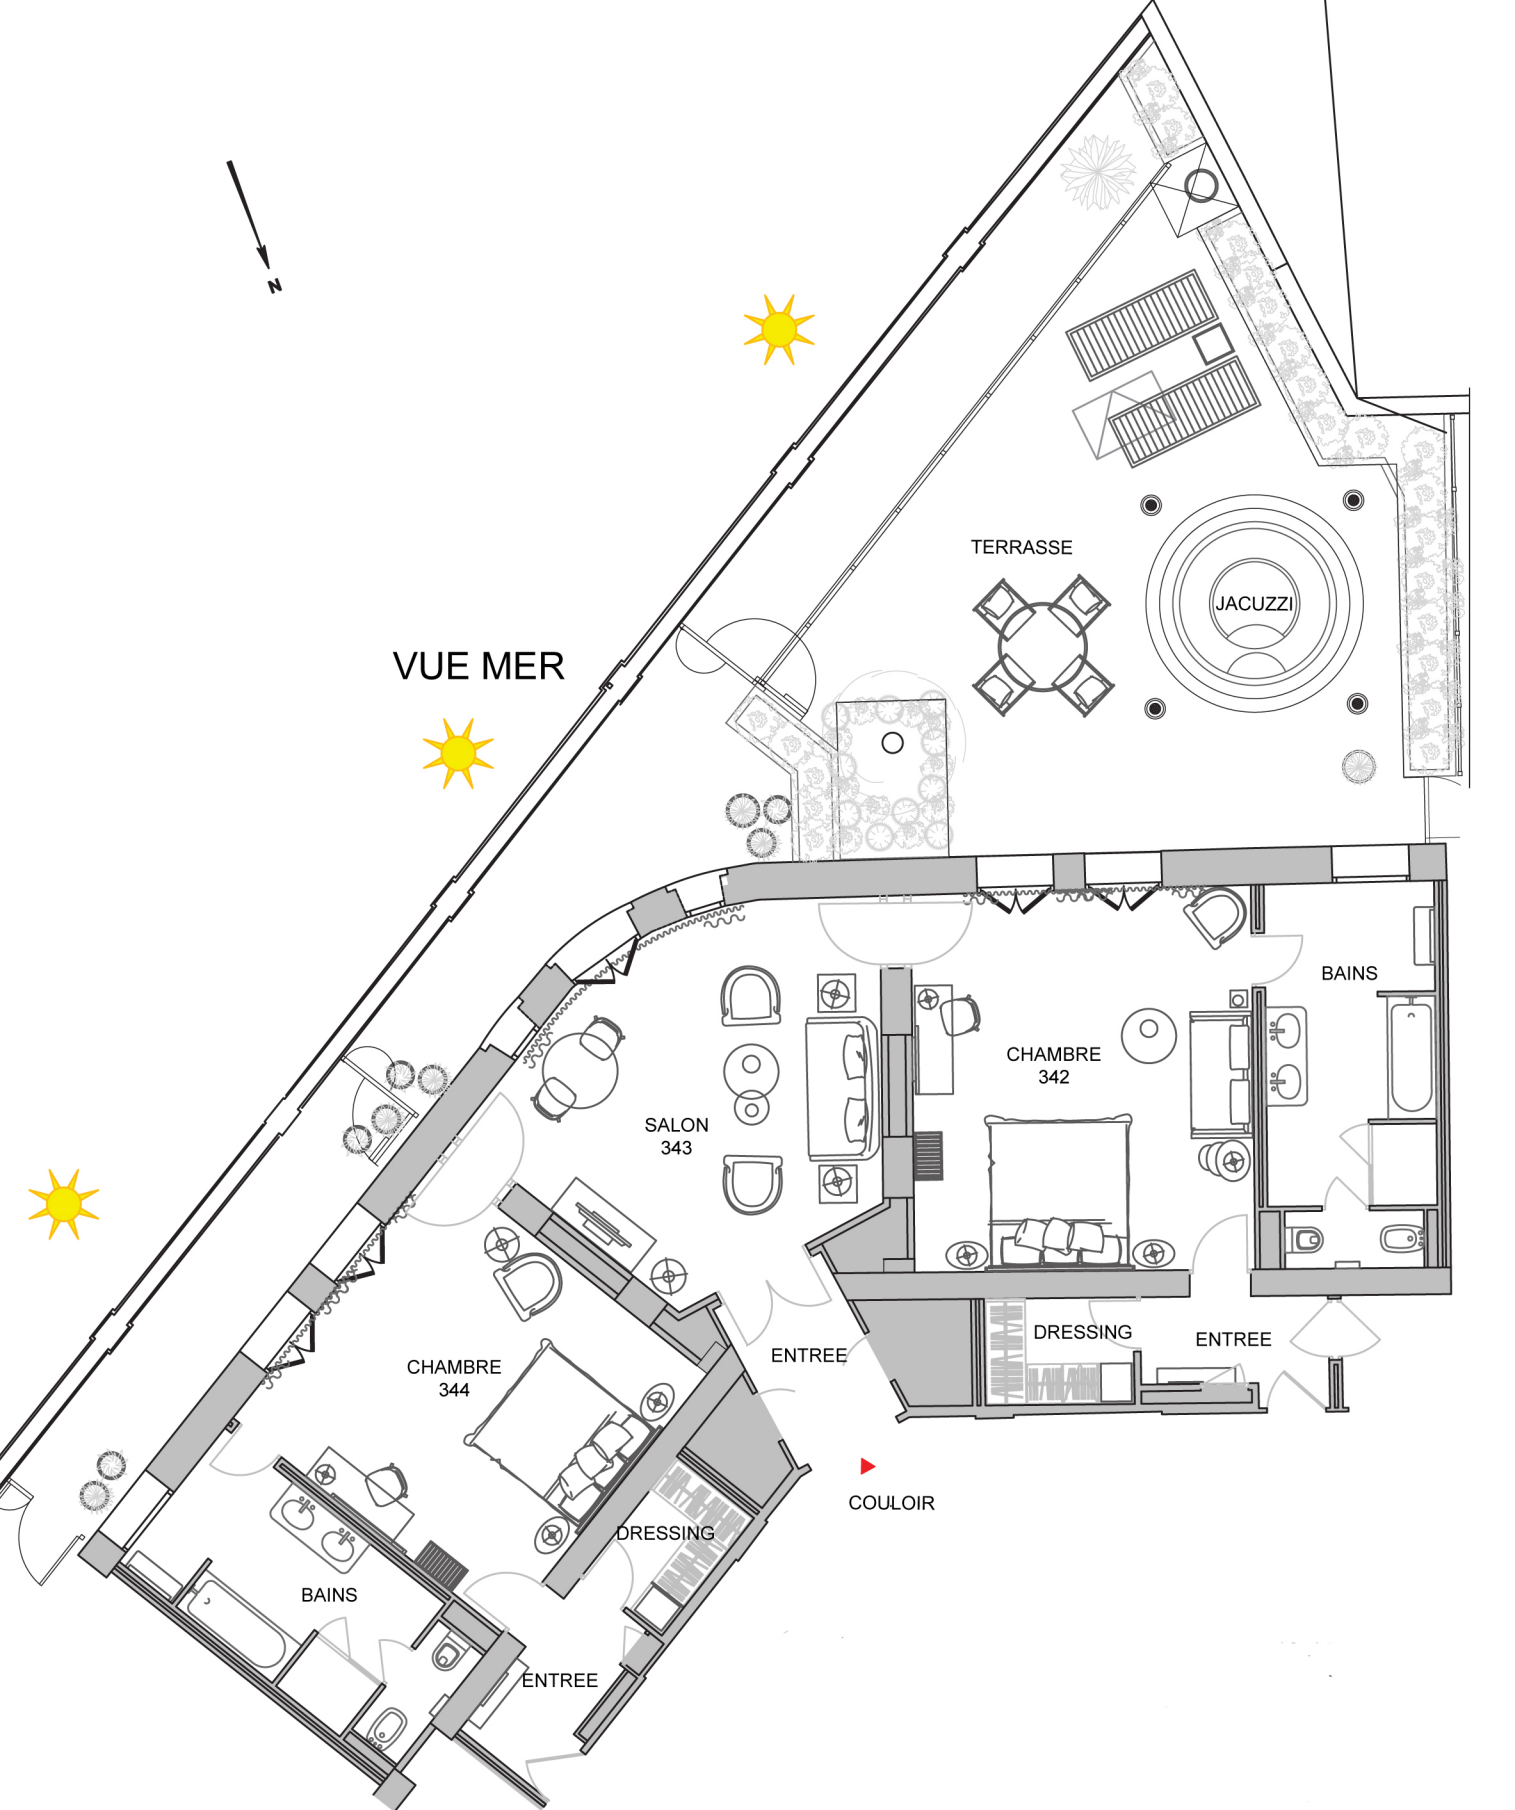 N
TERRASSE
JACUZZI
VUE MER
BAINS
CHAMBRE
342
SALON
343
DRESSING
ENTREE
ENTREE
CHAMBRE
344
COULOIR
DRESSING
BAINS
ENTREE